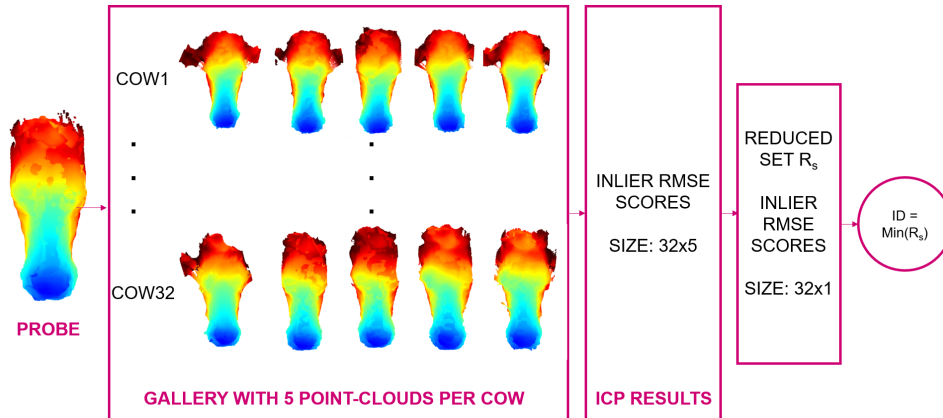 COW1
COW32
PROBE
GALLERY WITH 5 POINT-CLOUDS PER COW
INLIER RMSE
SCORES
SIZE: 32x5
ICP RESULTS
REDUCED
SET Rs
INLIER
RMSE
SCORES
SIZE: 32x1
ID =
Min(Rs)